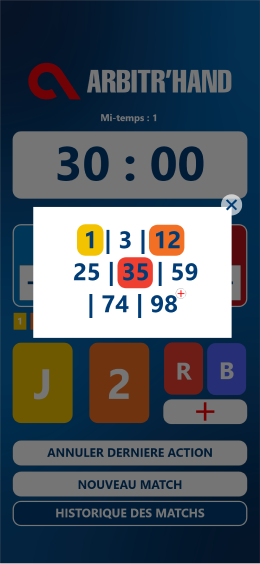 ARBITR'HAND
Mi-temps : 1
30 : 00
1 | 3 | 12
25 | 35 | 59
| 74 | 98
1
J 2 R B
ANNULER DERNIERE ACTION
NOUVEAU MATCH
HISTORIQUE DES MATCHS